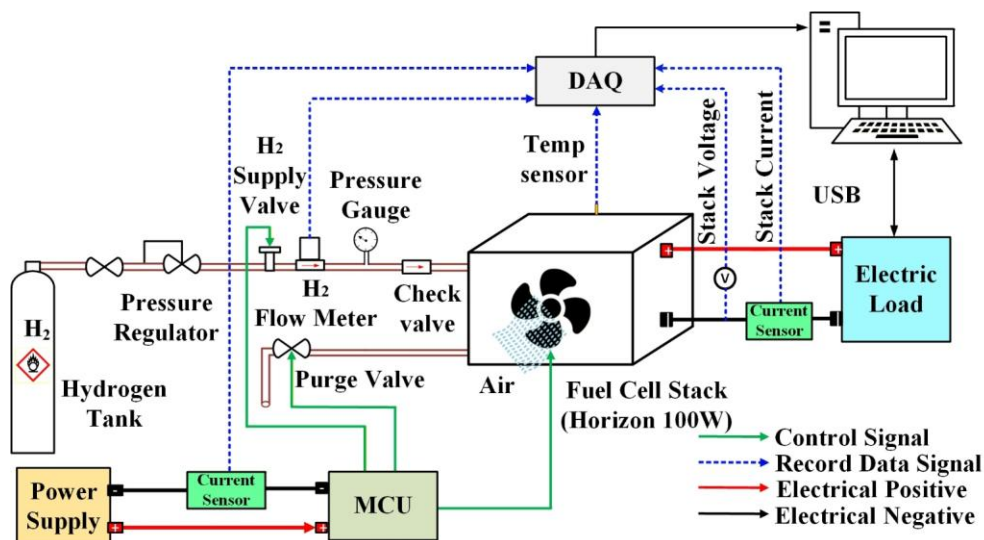 DAQ
H2
Supply
Valve
Pressure
Gauge
Temp
sensor
Stack Voltage
Stack Current
USB
H2
Pressure
Regulator
H2
Flow Meter
Check
valve
V
Current
Sensor
Electric
Load
Hydrogen
Tank
Purge Valve
Air
Fuel Cell Stack
(Horizon 100W)
Power
Supply
Current
Sensor
MCU
Control Signal
Record Data Signal
Electrical Positive
Electrical Negative